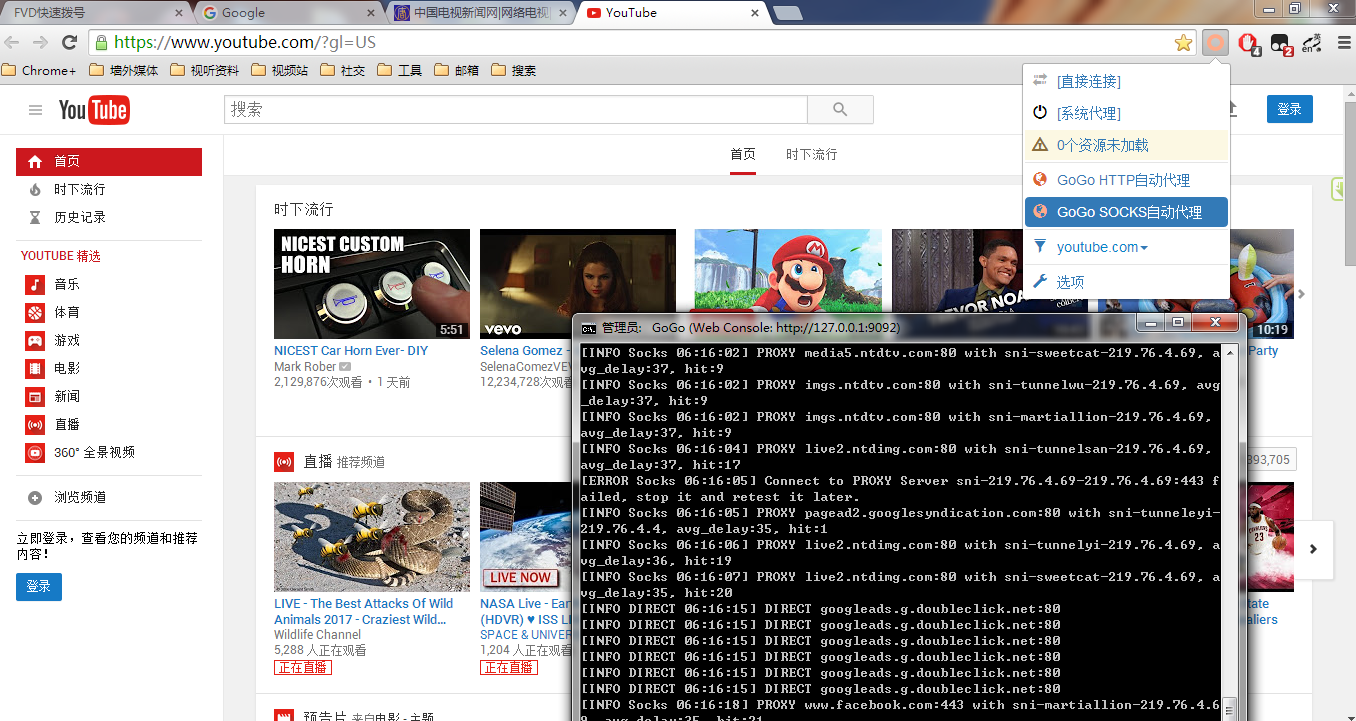 FVD快速拨号
Google
中国电视新闻网|网络电视
YouTube
https://www.youtube.com/?gl=US
4
2
英
en
Chrome+
墙外媒体
视听资料
视频站
社交
工具
邮箱
搜索
[直接连接]
[系统代理]
0个资源未加载
GoGo HTTP自动代理
GoGo SOCKS自动代理
youtube.com
选项
YouTube
搜索
登录
首页
时下流行
首页
时下流行
历史记录
YOUTUBE 精选
音乐
体育
游戏
电影
新闻
直播
360° 全景视频
浏览频道
立即登录，查看您的频道和推荐
内容！
登录
时下流行
NICEST CUSTOM
HORN
5:51
vevo
10:19
NICEST Car Horn Ever- DIY
Mark Rober
2,129,876次观看 • 1 天前
Selena Gomez -
SelenaGomezVEV
12,234,728次观
Party
直播 推荐频道
393,705
LIVE NOW
23
LIVE - The Best Attacks Of Wild
Animals 2017 - Craziest Wild...
Wildlife Channel
5,288 人正在观看
正在直播
NASA Live - Ear
(HDVR) ♥ ISS LI
SPACE & UNIVER
1,204 人正在观看
正在直播
tate
aliers
预告片 来自电影 - 主题
管理员: GoGo (Web Console: http://127.0.0.1:9092)
[INFO Socks 06:16:02] PROXY media5.ntdtv.com:80 with sni-sweetcat-219.76.4.69, a
vg_delay:37, hit:9
[INFO Socks 06:16:02] PROXY imgs.ntdtv.com:80 with sni-tunnelwu-219.76.4.69, avg
_delay:37, hit:9
[INFO Socks 06:16:02] PROXY imgs.ntdtv.com:80 with sni-martiallion-219.76.4.69,
avg_delay:37, hit:9
[INFO Socks 06:16:04] PROXY live2.ntdimg.com:80 with sni-tunnelsan-219.76.4.69,
avg_delay:37, hit:17
[ERROR Socks 06:16:05] Connect to PROXY Server sni-219.76.4.69-219.76.4.69:443 f
ailed, stop it and retest it later.
[INFO Socks 06:16:05] PROXY pagead2.googlesyndication.com:80 with sni-tunneleyi-
219.76.4.4, avg_delay:35, hit:1
[INFO Socks 06:16:06] PROXY live2.ntdimg.com:80 with sni-tunnelyi-219.76.4.69, a
vg_delay:36, hit:19
[INFO Socks 06:16:07] PROXY live2.ntdimg.com:80 with sni-sweetcat-219.76.4.69, a
vg_delay:35, hit:20
[INFO DIRECT 06:16:15] DIRECT googleads.g.doubleclick.net:80
[INFO DIRECT 06:16:15] DIRECT googleads.g.doubleclick.net:80
[INFO DIRECT 06:16:15] DIRECT googleads.g.doubleclick.net:80
[INFO DIRECT 06:16:15] DIRECT googleads.g.doubleclick.net:80
[INFO DIRECT 06:16:15] DIRECT googleads.g.doubleclick.net:80
[INFO DIRECT 06:16:15] DIRECT googleads.g.doubleclick.net:80
[INFO Socks 06:16:18] PROXY www.facebook.com:443 with sni-martiallion-219.76.4.6
9, avg_delay:35, hit:21